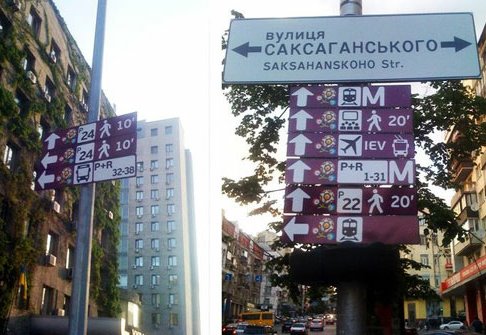 24 10'
24 10'
P+R
32-38
вулиця
САКСАГАНСЬКОГО
SAKSAHANSKOHO Str.
M
20'
IEV
P+R
1-31 M
P
22 20'